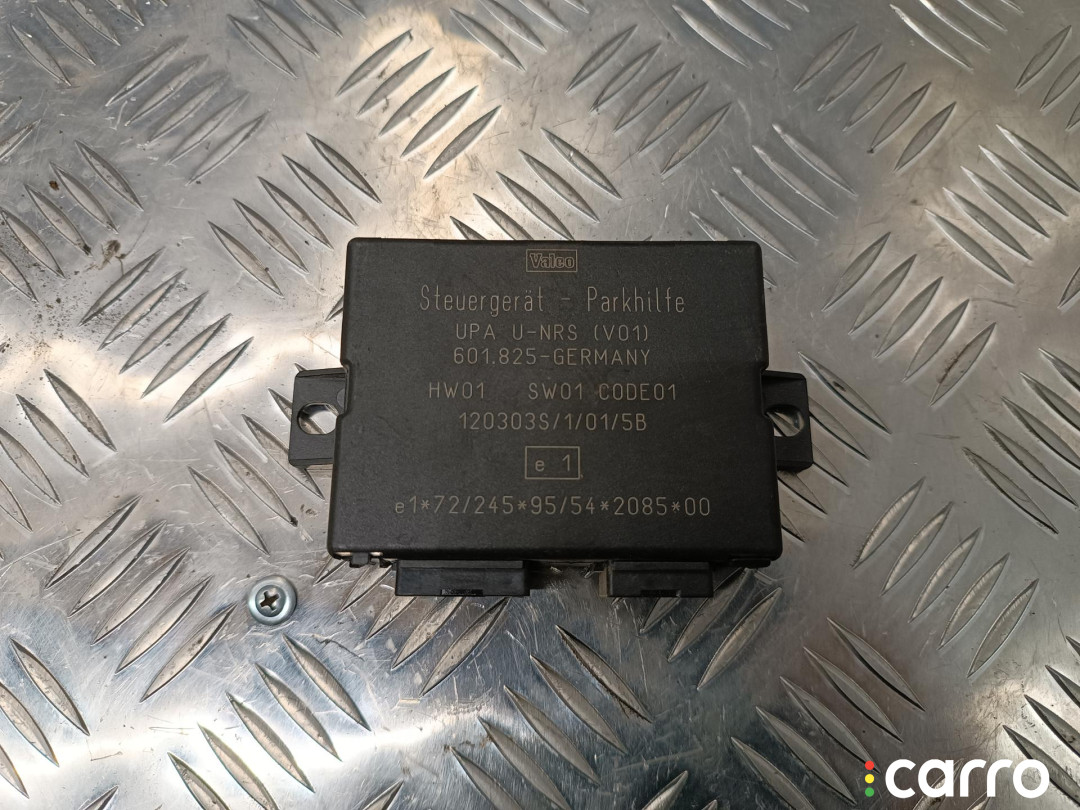 Valeo
Steuergerät - Parkhilfe
UPA U-NRS (V01)
601.825-GERMANY
HW01 SW01 CODE01
120303S/1/01/5B
e 1
e1*72/245*95/54*2085*00
carro